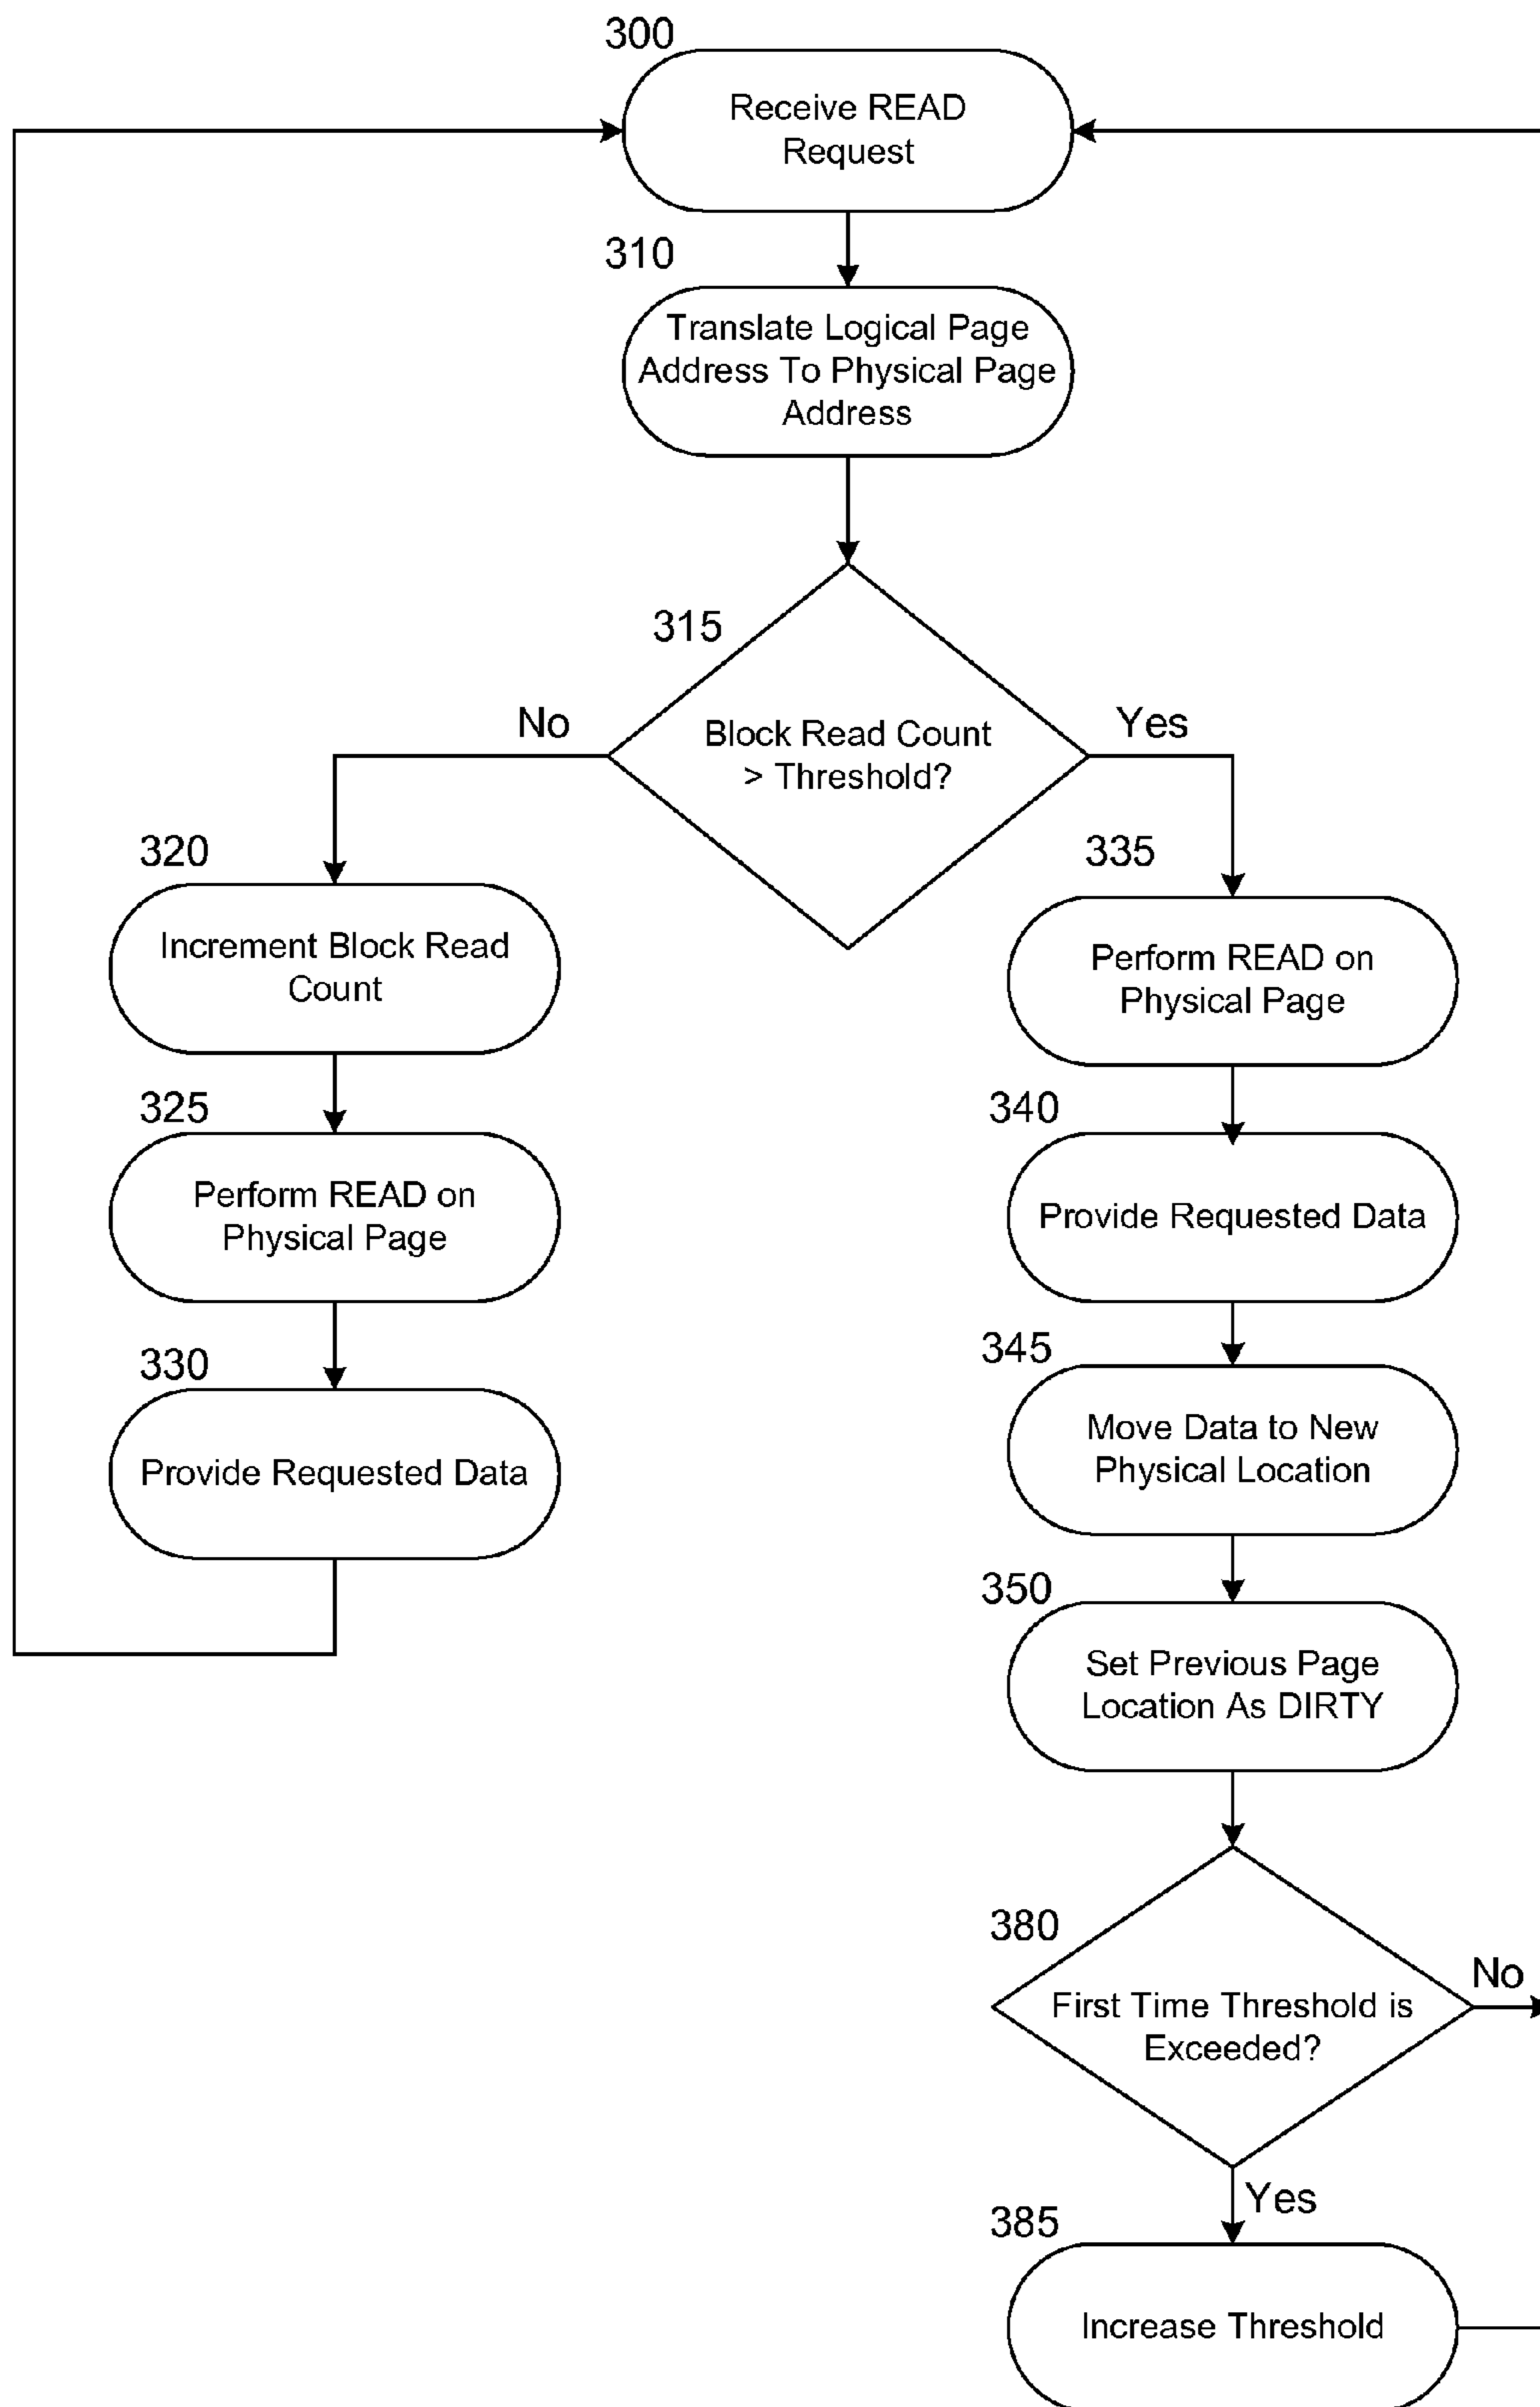 300
Receive READ
Request
310
Translate Logical Page
Address To Physical Page
Address
315
Block Read Count
> Threshold?
No
Yes
320
Increment Block Read
Count
335
Perform READ on
Physical Page
325
Perform READ on
Physical Page
340
Provide Requested Data
330
Provide Requested Data
345
Move Data to New
Physical Location
350
Set Previous Page
Location As DIRTY
380
First Time Threshold is
Exceeded?
No
Yes
385
Increase Threshold